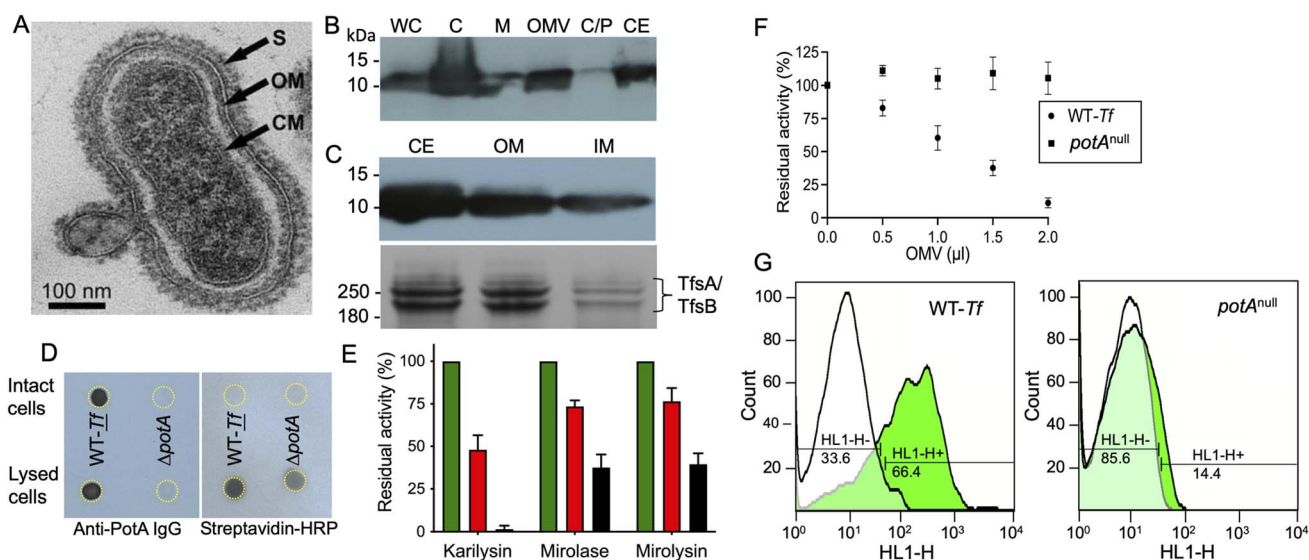 A
S
OM
CM
100 nm
B
WC C M OMV C/P CE
kDa
15
10
C
CE OM IM
15
10
250
180
TfsA/
TfsB
D
Intact
cells
Lysed
cells
WT-Tf
ΔpotA
WT-Tf
ΔpotA
Anti-PotA IgG
Streptavidin-HRP
E
Residual activity (%)
100
75
50
25
0
Karilysin Mirolase Mirolysin
F
Residual activity (%)
125
100
75
50
25
0
0.0 0.5 1.0 1.5 2.0
OMV (µl)
WT-Tf
potAnull
G
WT-Tf
Count
100
80
60
40
20
HL1-H-
33.6
HL1-H+
66.4
10⁰ 10¹ 10² 10³ 10⁴
HL1-H
potAnull
Count
100
80
60
40
20
HL1-H-
85.6
HL1-H+
14.4
10⁰ 10¹ 10² 10³ 10⁴
HL1-H